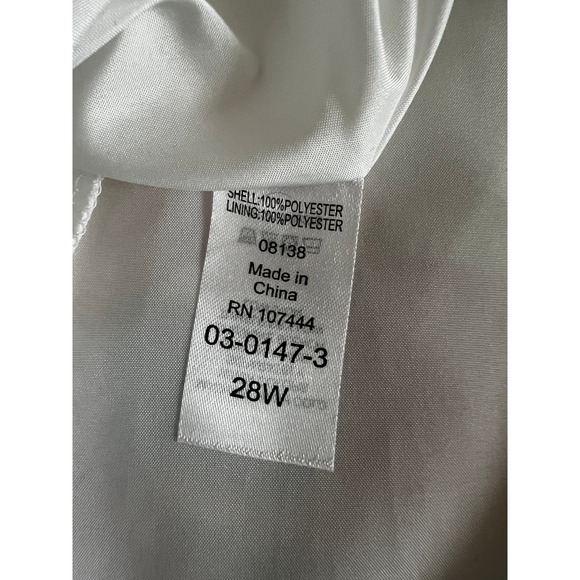 SHELL:100%POLYESTER
LINING:100%POLYESTER
08138
Made in
China
RN 107444
03-0147-3
28W